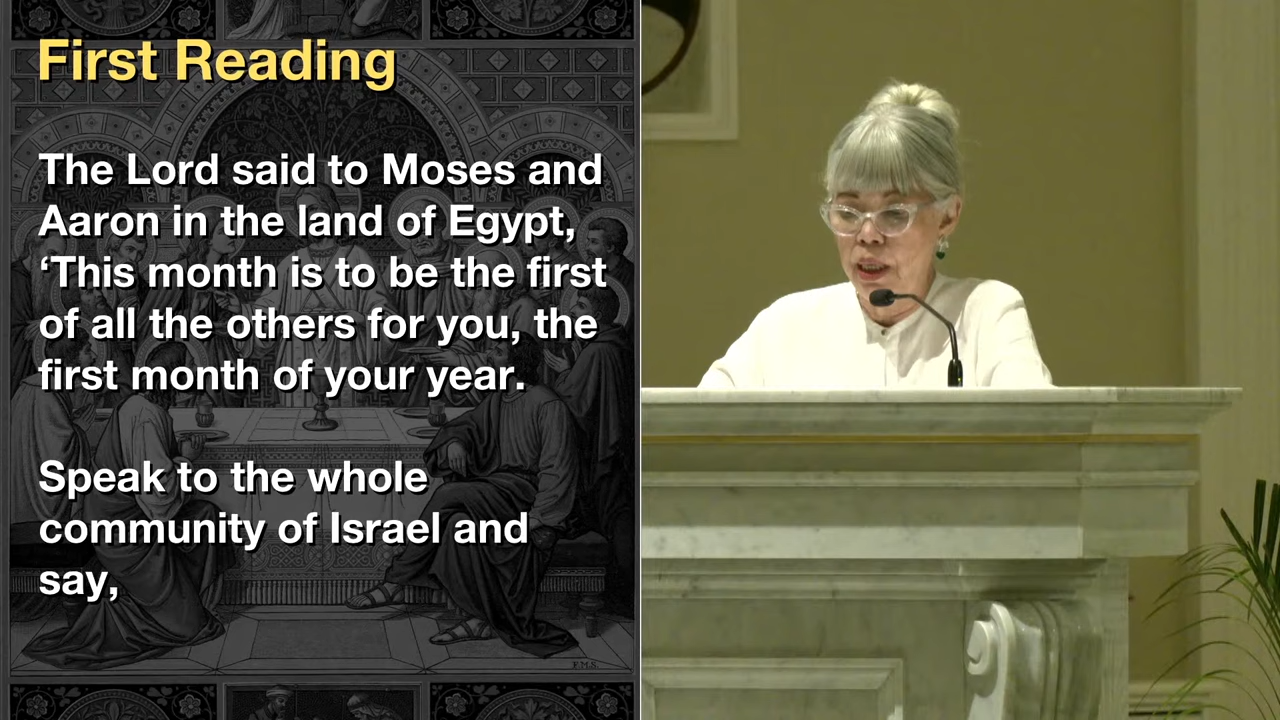 First Reading
The Lord said to Moses and
Aaron in the land of Egypt,
‘This month is to be the first
of all the others for you, the
first month of your year.
Speak to the whole
community of Israel and
say,
F.M.S.